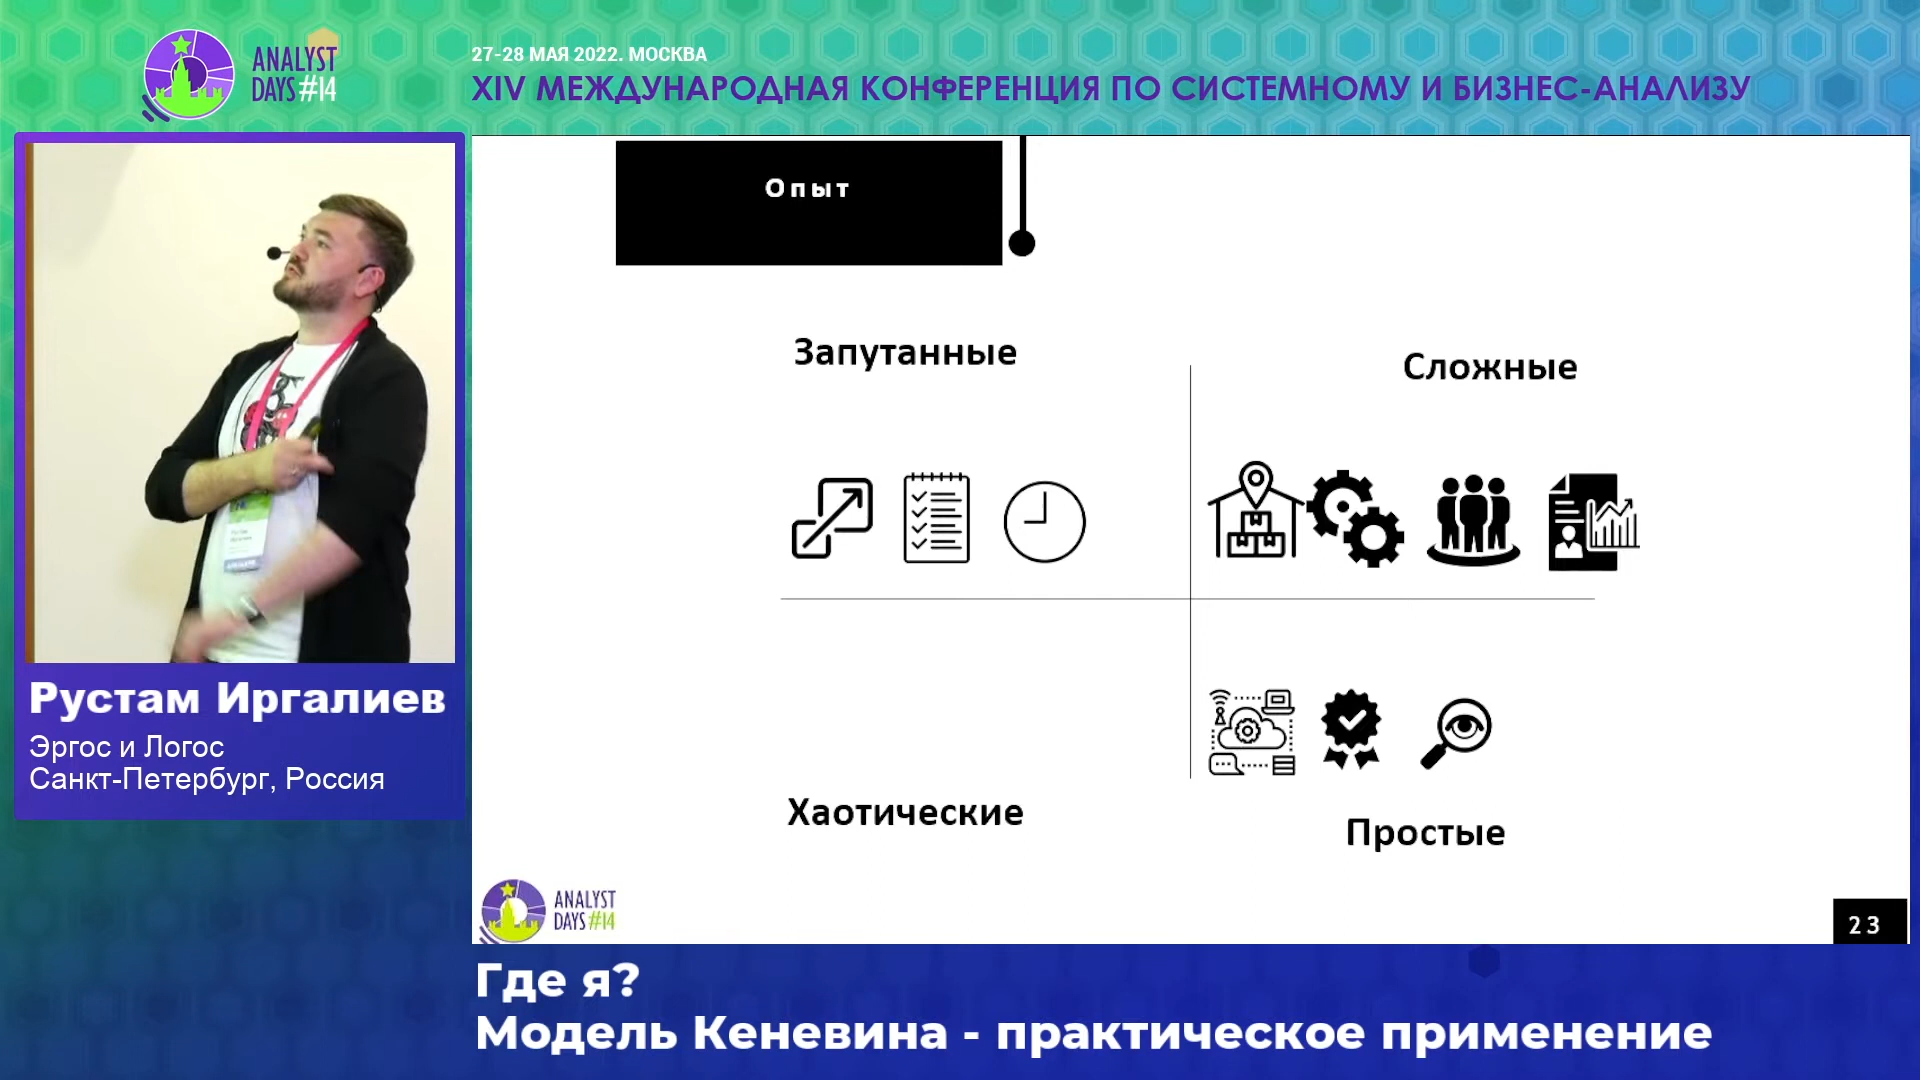 ANALYST
DAYS#14
27-28 МАЯ 2022. МОСКВА
XIV МЕЖДУНАРОДНАЯ КОНФЕРЕНЦИЯ ПО СИСТЕМНОМУ И БИЗНЕС-АНАЛИЗУ
Рустам Иргалиев
Эргос и Логос
Санкт-Петербург, Россия
Опыт
Запутанные
Сложные
Хаотические
Простые
ANALYST
DAYS#14
23
Где я?
Модель Кеневина - практическое применение